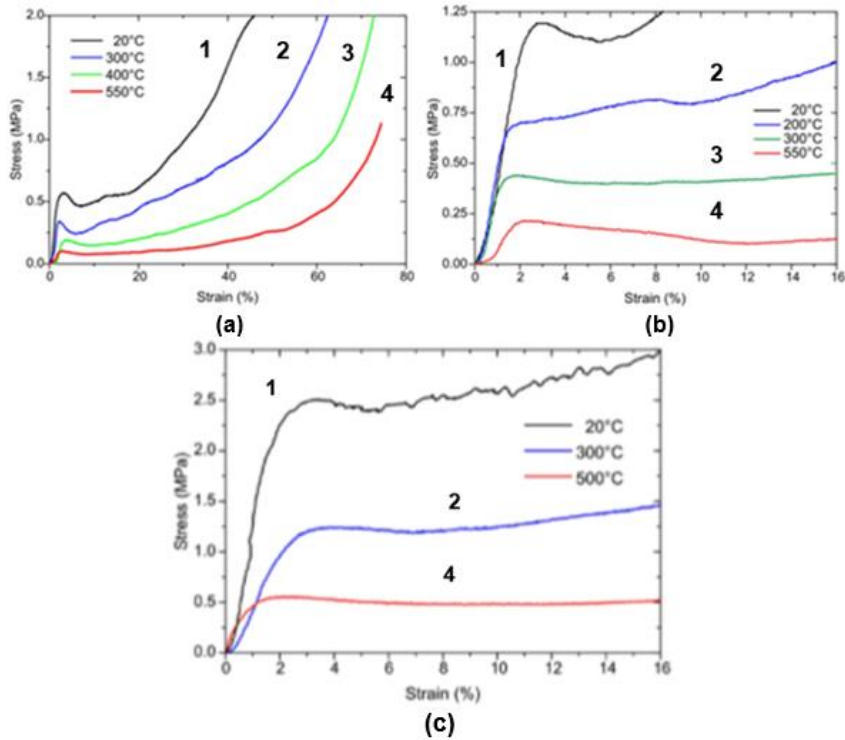 2.0
1.5
1.0
0.5
0.0
Stress (MPa)
20°C
300°C
400°C
550°C
1
2
3
4
0
20
40
60
80
Strain (%)
(a)
1.25
1.00
0.75
0.50
0.25
0.00
Stress (MPa)
1
2
3
4
20°C
200°C
300°C
550°C
0
2
4
6
8
10
12
14
16
Strain (%)
(b)
3.0
2.5
2.0
1.5
1.0
0.5
0.0
Stress (MPa)
1
2
4
20°C
300°C
500°C
0
2
4
6
8
10
12
14
16
Strain (%)
(c)